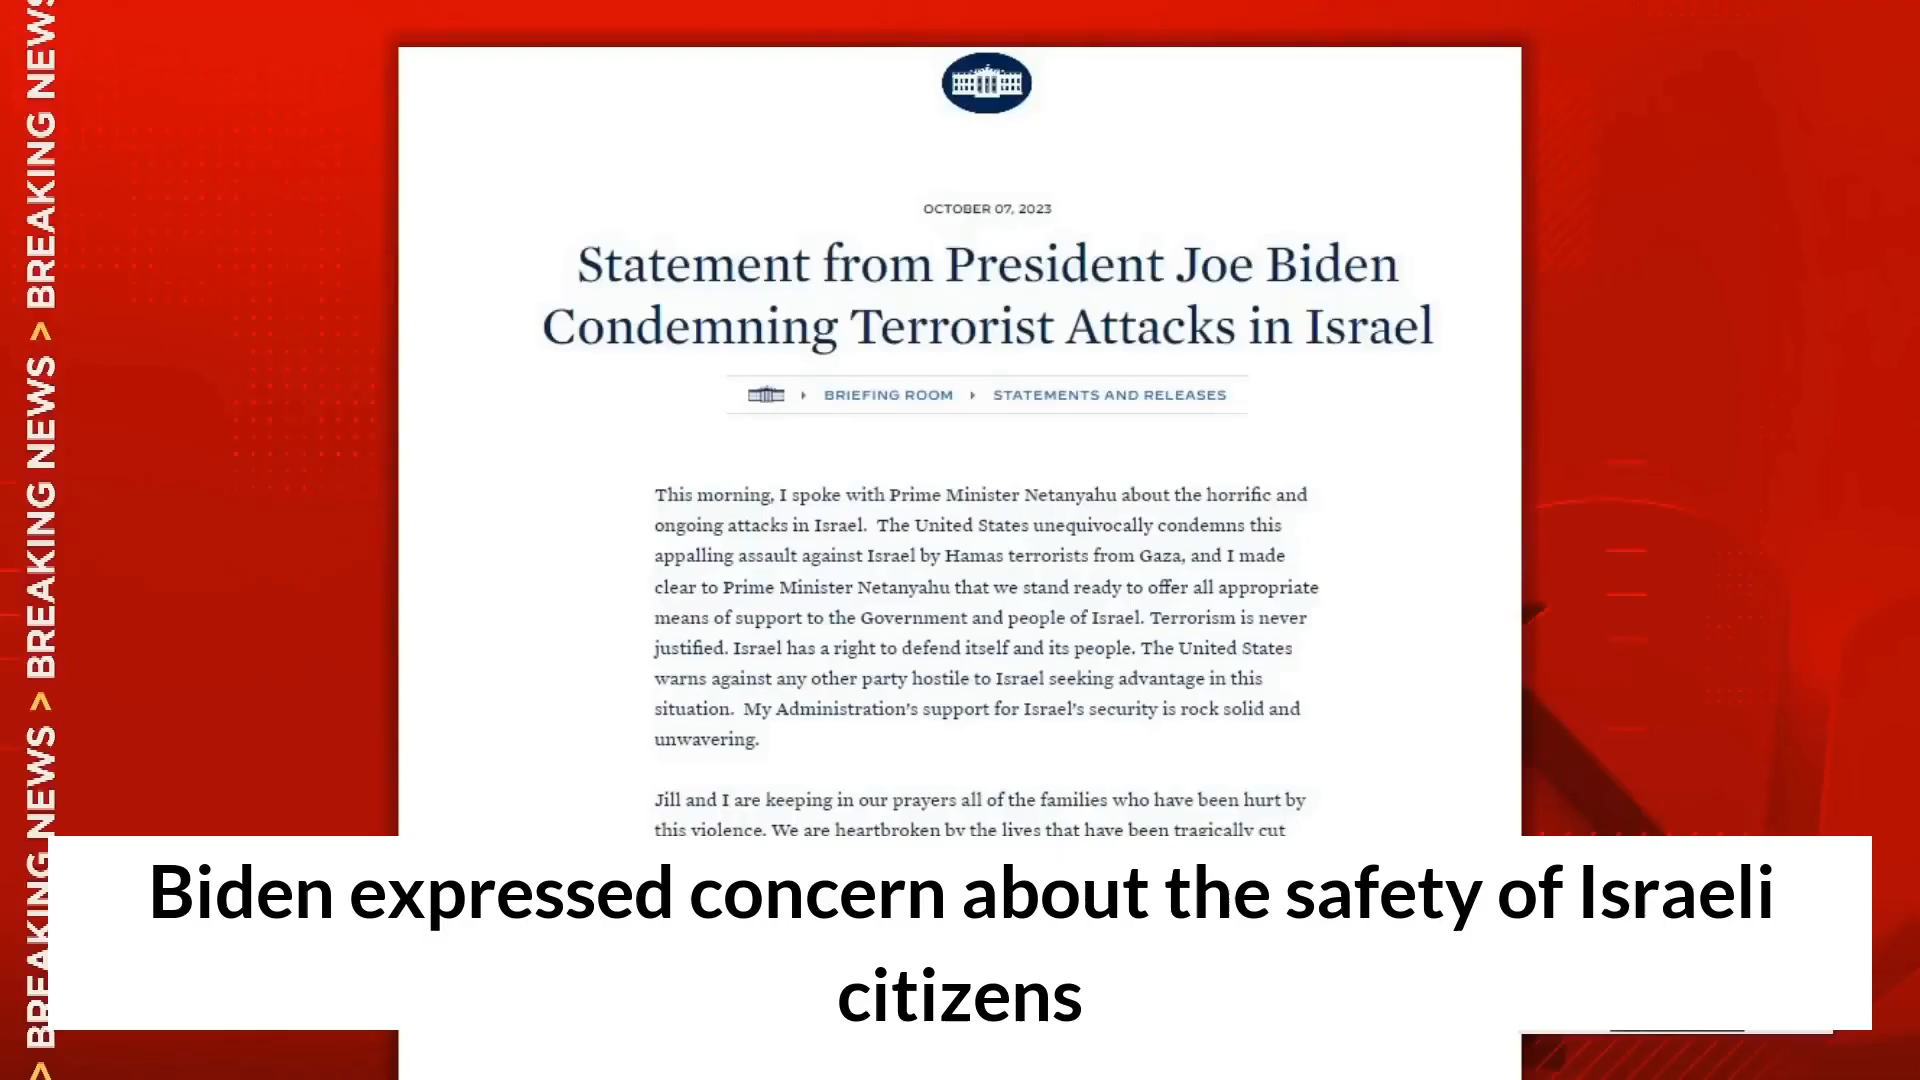 OCTOBER 07, 2023
Statement from President Joe Biden
Condemning Terrorist Attacks in Israel
BRIEFING ROOM
STATEMENTS AND RELEASES
This morning, I spoke with Prime Minister Netanyahu about the horrific and
ongoing attacks in Israel. The United States unequivocally condemns this
appalling assault against Israel by Hamas terrorists from Gaza, and I made
clear to Prime Minister Netanyahu that we stand ready to offer all appropriate
means of support to the Government and people of Israel. Terrorism is never
justified. Israel has a right to defend itself and its people. The United States
warns against any other party hostile to Israel seeking advantage in this
situation. My Administration's support for Israel's security is rock solid and
unwavering.
Jill and I are keeping in our prayers all of the families who have been hurt by
this violence. We are heartbroken by the lives that have been tragically cut
Biden expressed concern about the safety of Israeli
citizens
> BREAKING NEWS > BREAKING NEWS > BREAKING NEWS